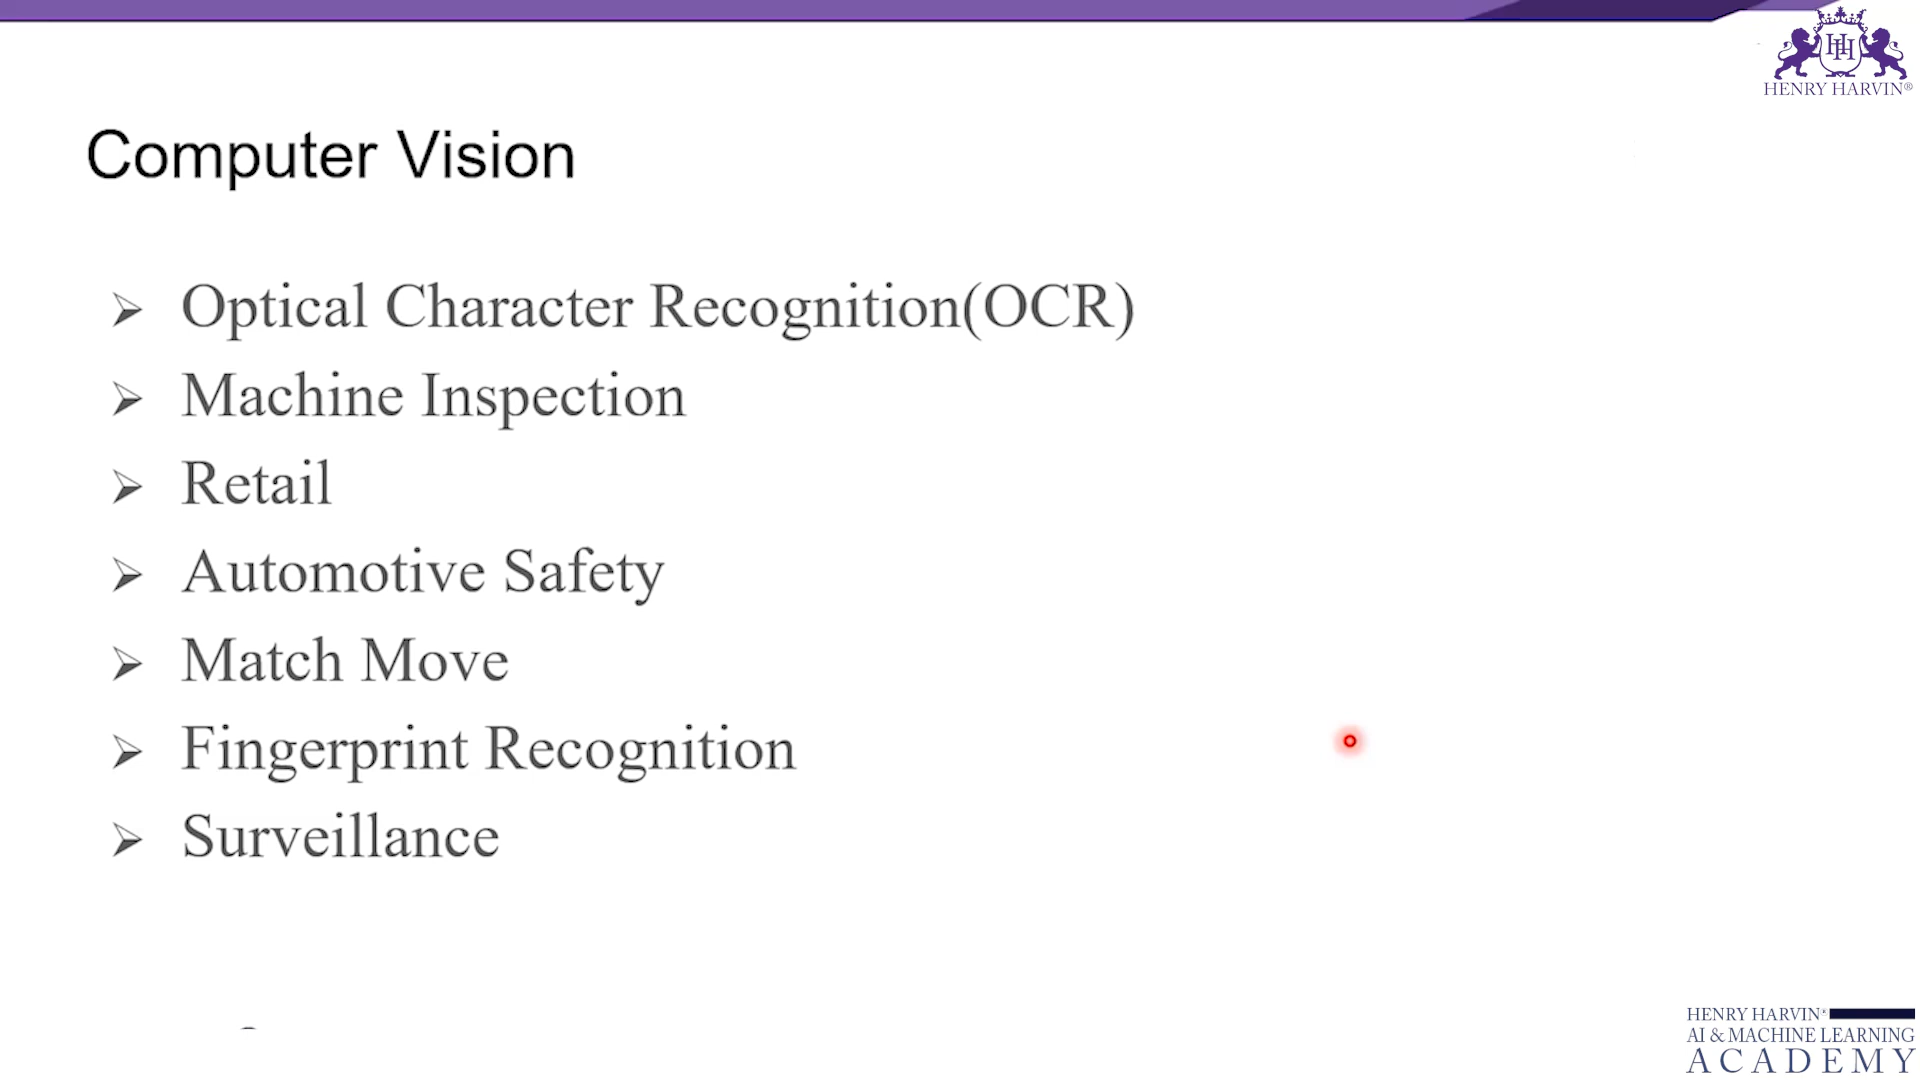 HENRY HARVIN®
Computer Vision
➢ Optical Character Recognition(OCR)
➢ Machine Inspection
➢ Retail
➢ Automotive Safety
➢ Match Move
➢ Fingerprint Recognition
➢ Surveillance
HENRY HARVIN®
AI & MACHINE LEARNING
ACADEMY